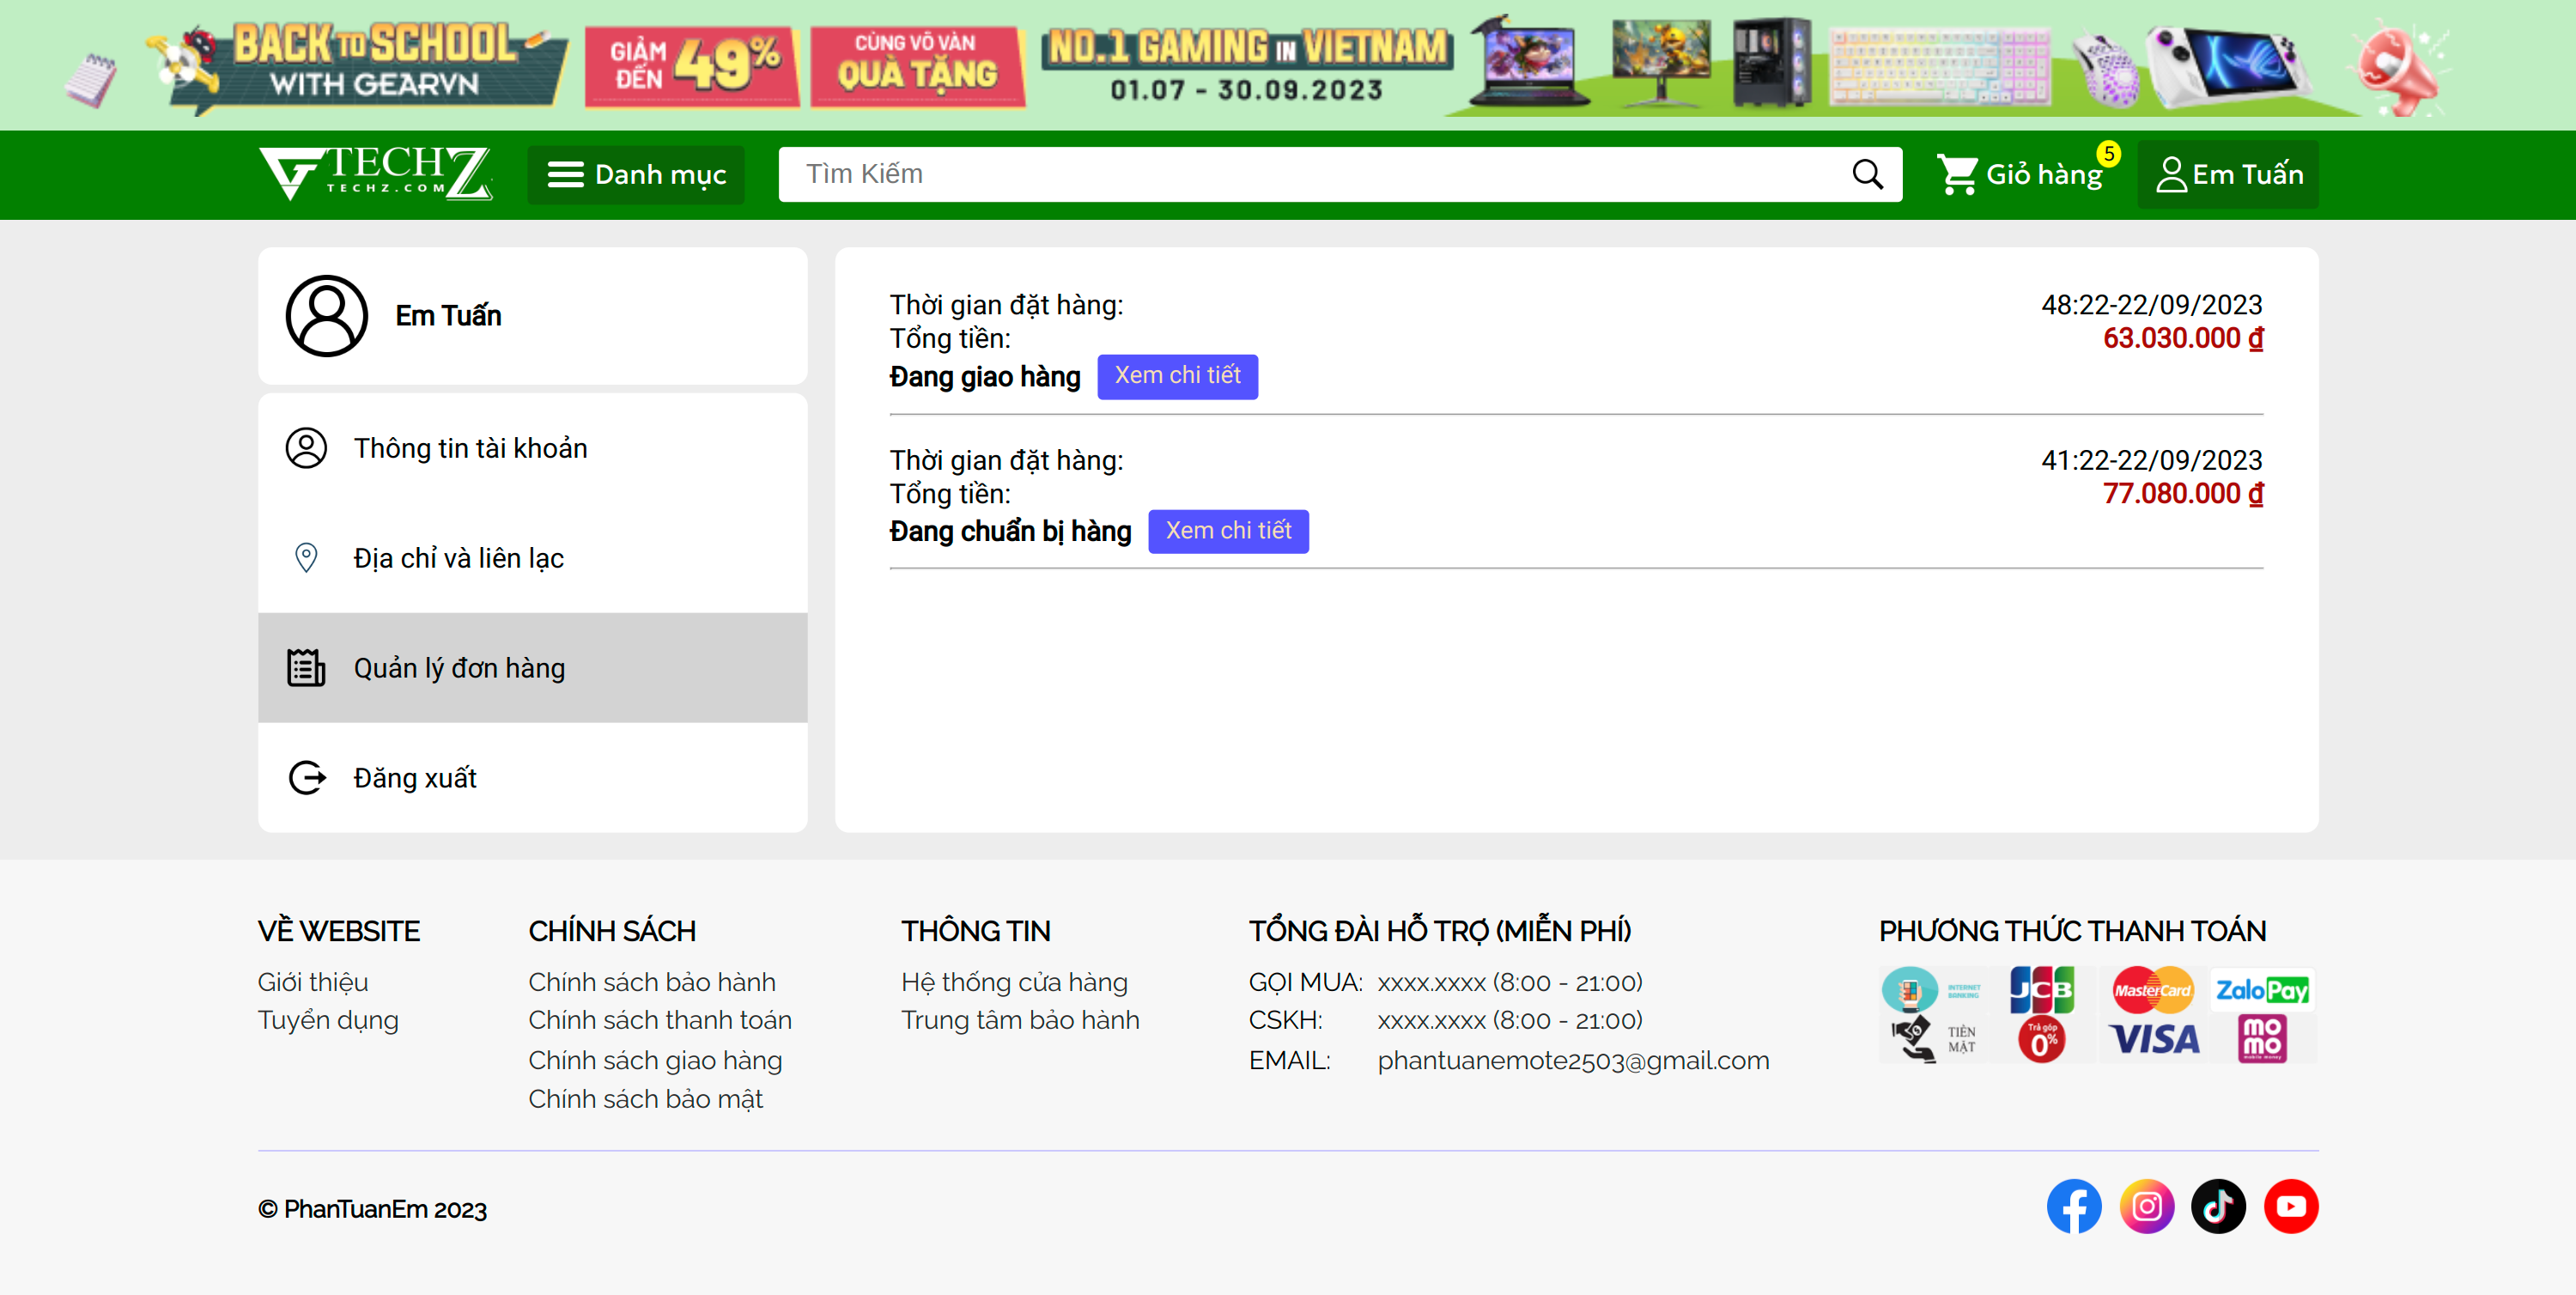 BACK TO SCHOOL
WITH GEARVN
GIẢM
ĐẾN 49%
CÙNG VÔ VÀN
QUÀ TẶNG
NO.1 GAMING IN VIETNAM
01.07 - 30.09.2023
TECHZ
TECHZ.COM
Danh mục
Tìm Kiếm
Giỏ hàng
5
Em Tuấn
Em Tuấn
Thông tin tài khoản
Địa chỉ và liên lạc
Quản lý đơn hàng
Đăng xuất
Thời gian đặt hàng: 48:22-22/09/2023
Tổng tiền: 63.030.000 ₫
Đang giao hàng Xem chi tiết
Thời gian đặt hàng: 41:22-22/09/2023
Tổng tiền: 77.080.000 ₫
Đang chuẩn bị hàng Xem chi tiết
VỀ WEBSITE
Giới thiệu
Tuyển dụng
CHÍNH SÁCH
Chính sách bảo hành
Chính sách thanh toán
Chính sách giao hàng
Chính sách bảo mật
THÔNG TIN
Hệ thống cửa hàng
Trung tâm bảo hành
TỔNG ĐÀI HỖ TRỢ (MIỄN PHÍ)
GỌI MUA: xxxx.xxxx (8:00 - 21:00)
CSKH: xxxx.xxxx (8:00 - 21:00)
EMAIL: phantuanemote2503@gmail.com
PHƯƠNG THỨC THANH TOÁN
INTERNET
BANKING
JCB
MasterCard
ZaloPay
TIỀN
MẶT
Trả góp
0%
VISA
mo
mo
mobile money
© PhanTuanEm 2023